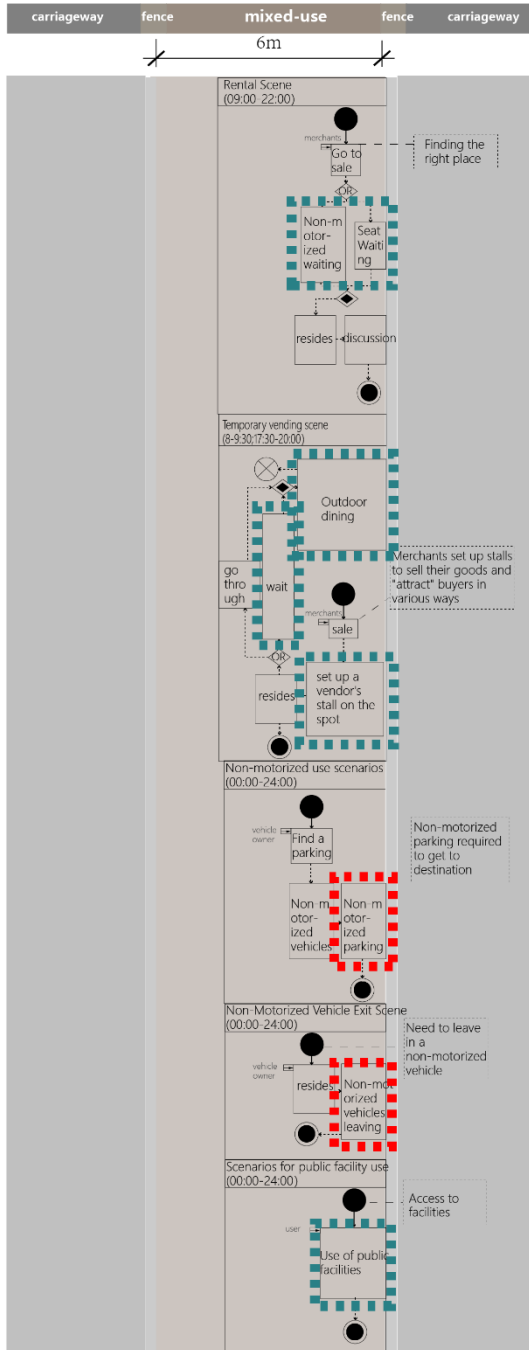 carriageway fence mixed-use fence carriageway
6m
Rental Scene
(09:00-22:00)
merchants
Go to
sale
Finding the
right place
OR
Non-m
otor-
ized
waiting
Seat
Waiti
ng
resides
discussion
Temporary vending scene
(8-9:30;17:30-20:00)
Outdoor
dining
go
thro
ugh
wait
Merchants set up stalls
to sell their goods and
"attract" buyers in
various ways
merchants
sale
OR
resides
set up a
vendor's
stall on the
spot
Non-motorized use scenarios
(00:00-24:00)
vehicle
owner
Find a
parking
Non-motorized
parking required
to get to
destination
Non-m
otor-
ized
vehicles
Non-m
otor-
ized
parking
Non-Motorized Vehicle Exit Scene
(00:00-24:00)
Need to leave
in a
non-motorized
vehicle
vehicle
owner
resides
Non-mot
orized
vehicles
leaving
Scenarios for public facility use
(00:00-24:00)
Access to
facilities
user
Use of public
facilities